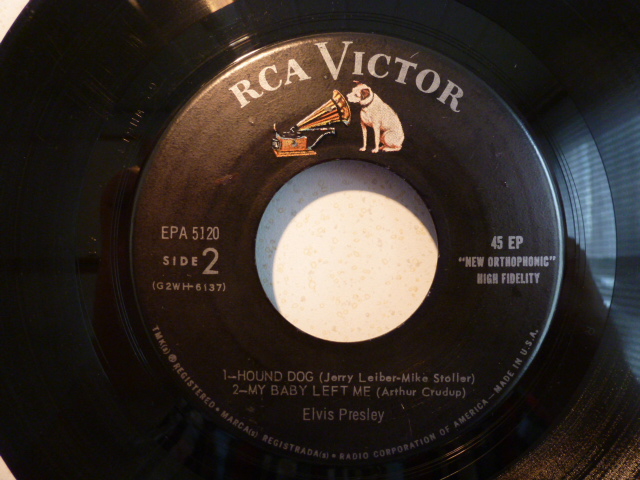 RCA VICTOR
EPA 5120
SIDE 2
(G2WH-6137)
45 EP
"NEW ORTHOPHONIC"
HIGH FIDELITY
1—HOUND DOG (Jerry Leiber-Mike Stoller)
2—MY BABY LEFT ME (Arthur Crudup)
Elvis Presley
TMK(s) ® REGISTERED • MARCA(s) REGISTRADA(s) • RADIO CORPORATION OF AMERICA—MADE IN U.S.A.